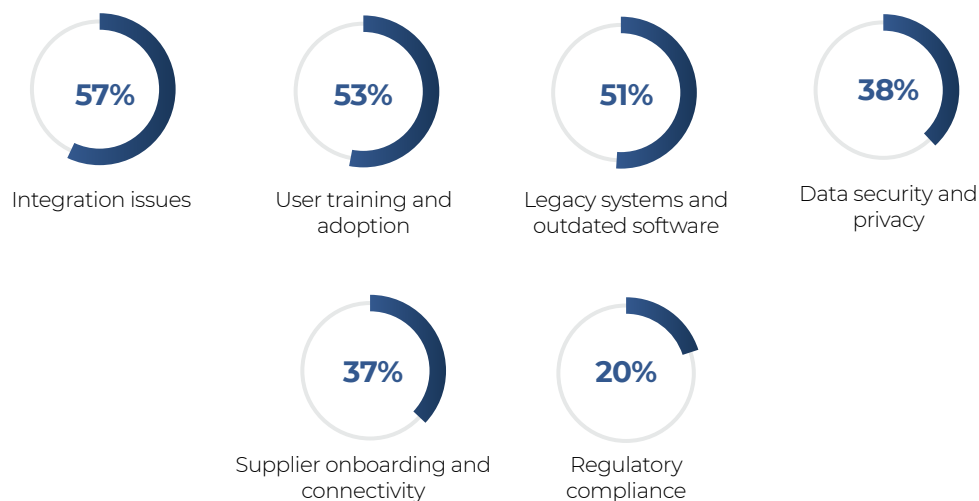 57%
53%
51%
38%
Integration issues
User training and
adoption
Legacy systems and
outdated software
Data security and
privacy
37%
20%
Supplier onboarding and
connectivity
Regulatory
compliance